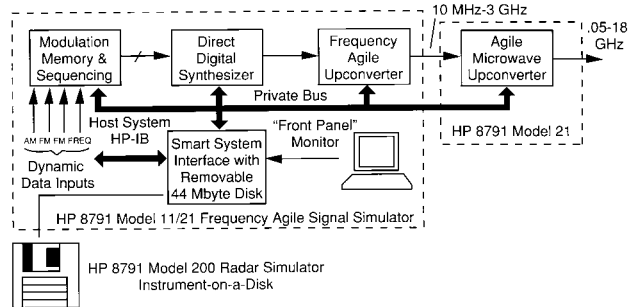 10 MHz-3 GHz
Modulation
Memory &
Sequencing
Direct
Digital
Synthesizer
Frequency
Agile
Upconverter
Agile
Microwave
Upconverter
.05-18
GHz
Private Bus
Host System
HP-IB
AM FM FM FREQ
Dynamic
Data Inputs
Smart System
Interface with
Removable
44 Mbyte Disk
"Front Panel"
Monitor
HP 8791 Model 21
HP 8791 Model 11/21 Frequency Agile Signal Simulator
HP 8791 Model 200 Radar Simulator
Instrument-on-a-Disk